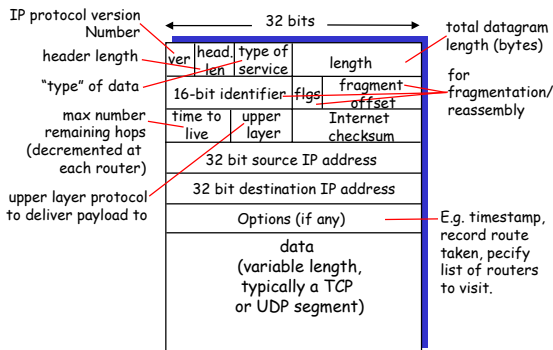 IP protocol version
Number
header length
"type" of data
max number
remaining hops
(decremented at
each router)
upper layer protocol
to deliver payload to
32 bits
ver
head.
len
type of
service
length
16-bit identifier
flgs
fragment
offset
time to
live
upper
layer
Internet
checksum
32 bit source IP address
32 bit destination IP address
Options (if any)
data
(variable length,
typically a TCP
or UDP segment)
total datagram
length (bytes)
for
fragmentation/
reassembly
E.g. timestamp,
record route
taken, pecify
list of routers
to visit.